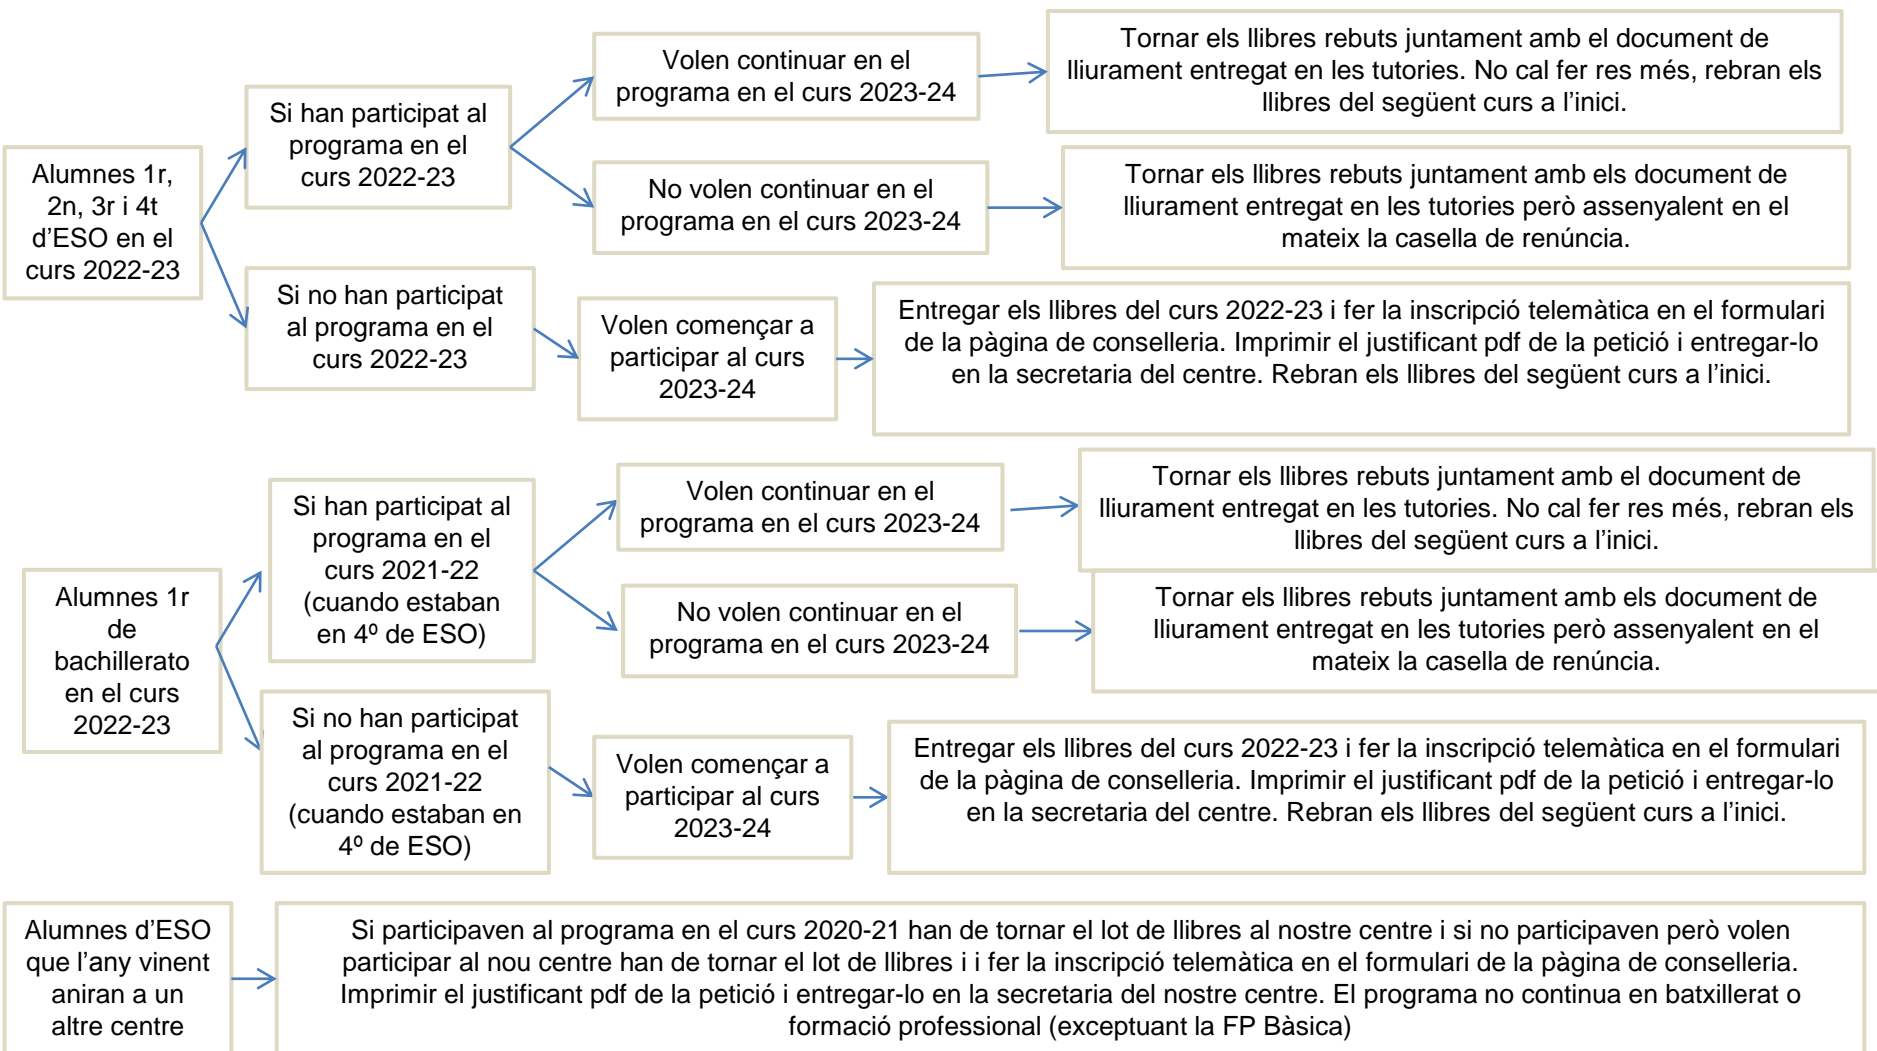 Alumnes 1r,
2n, 3r i 4t
d’ESO en el
curs 2022-23
Si han participat al
programa en el
curs 2022-23
Volen continuar en el
programa en el curs 2023-24
Tornar els llibres rebuts juntament amb el document de
lliurament entregat en les tutories. No cal fer res més, rebran els
llibres del següent curs a l’inici.
No volen continuar en el
programa en el curs 2023-24
Tornar els llibres rebuts juntament amb els document de
lliurament entregat en les tutories però assenyalent en el
mateix la casella de renúncia.
Si no han participat
al programa en el
curs 2022-23
Volen començar a
participar al curs
2023-24
Entregar els llibres del curs 2022-23 i fer la inscripció telemàtica en el formulari
de la pàgina de conselleria. Imprimir el justificant pdf de la petició i entregar-lo
en la secretaria del centre. Rebran els llibres del següent curs a l’inici.
Alumnes 1r
de
bachillerato
en el curs
2022-23
Si han participat al
programa en el
curs 2021-22
(cuando estaban
en 4º de ESO)
Volen continuar en el
programa en el curs 2023-24
Tornar els llibres rebuts juntament amb el document de
lliurament entregat en les tutories. No cal fer res més, rebran els
llibres del següent curs a l’inici.
No volen continuar en el
programa en el curs 2023-24
Tornar els llibres rebuts juntament amb els document de
lliurament entregat en les tutories però assenyalent en el
mateix la casella de renúncia.
Si no han participat
al programa en el
curs 2021-22
(cuando estaban en
4º de ESO)
Volen començar a
participar al curs
2023-24
Entregar els llibres del curs 2022-23 i fer la inscripció telemàtica en el formulari
de la pàgina de conselleria. Imprimir el justificant pdf de la petició i entregar-lo
en la secretaria del centre. Rebran els llibres del següent curs a l’inici.
Alumnes d’ESO
que l’any vinent
aniran a un
altre centre
Si participaven al programa en el curs 2020-21 han de tornar el lot de llibres al nostre centre i si no participaven però volen
participar al nou centre han de tornar el lot de llibres i i fer la inscripció telemàtica en el formulari de la pàgina de conselleria.
Imprimir el justificant pdf de la petició i entregar-lo en la secretaria del nostre centre. El programa no continua en batxillerat o
formació professional (exceptuant la FP Bàsica)